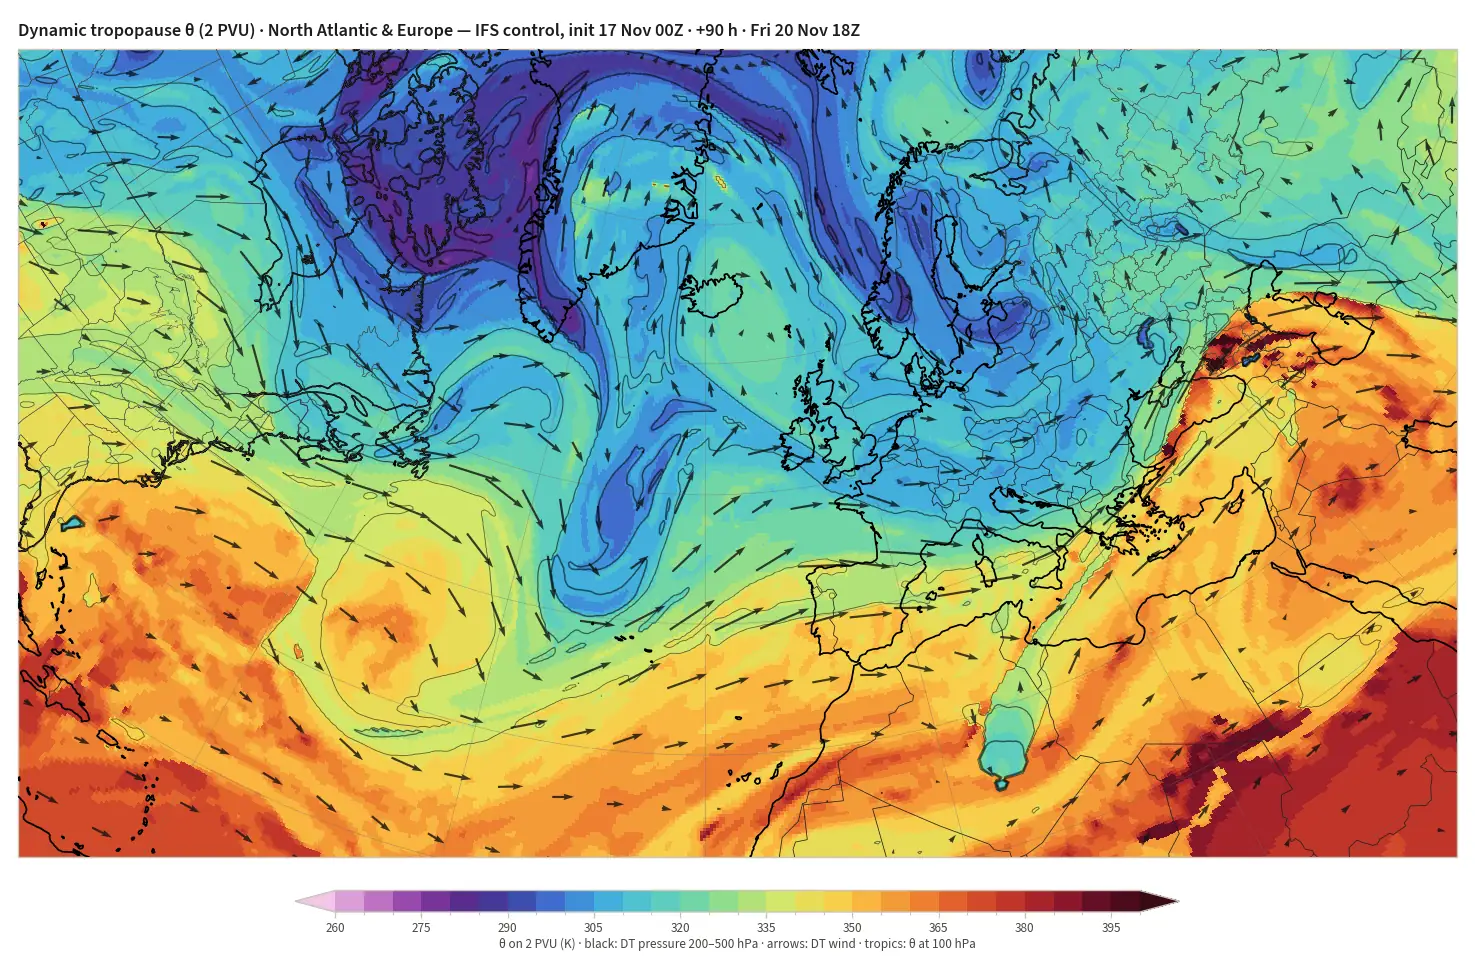 Dynamic tropopause θ (2 PVU) · North Atlantic & Europe — IFS control, init 17 Nov 00Z · +90 h · Fri 20 Nov 18Z
260 275 290 305 320 335 350 365 380 395
θ on 2 PVU (K) · black: DT pressure 200–500 hPa · arrows: DT wind · tropics: θ at 100 hPa